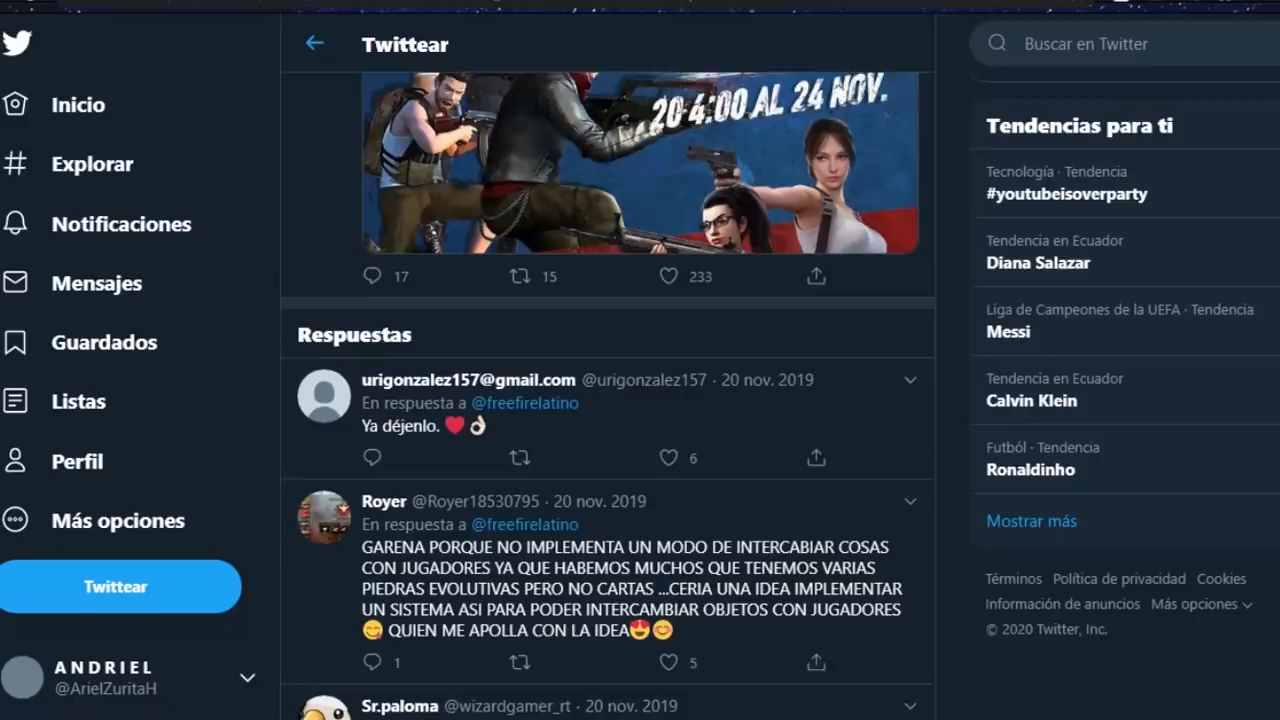 Inicio
Explorar
Notificaciones
Mensajes
Guardados
Listas
Perfil
Más opciones
Twittear
A N D R I E L
@ArielZuritaH
Twittear
20 4:00 AL 24 NOV.
17 15 233
Respuestas
urigonzalez157@gmail.com @urigonzalez157 · 20 nov. 2019
En respuesta a @freefirelatino
Ya déjenlo. ❤️👌🏻
6
Royer @Royer18530795 · 20 nov. 2019
En respuesta a @freefirelatino
GARENA PORQUE NO IMPLEMENTA UN MODO DE INTERCABIAR COSAS
CON JUGADORES YA QUE HABEMOS MUCHOS QUE TENEMOS VARIAS
PIEDRAS EVOLUTIVAS PERO NO CARTAS ...CERIA UNA IDEA IMPLEMENTAR
UN SISTEMA ASI PARA PODER INTERCAMBIAR OBJETOS CON JUGADORES
😋 QUIEN ME APOLLA CON LA IDEA😍😊
1 5
Sr.paloma @wizardgamer_rt · 20 nov. 2019
Buscar en Twitter
Tendencias para ti
Tecnología · Tendencia
#youtubeisoverparty
Tendencia en Ecuador
Diana Salazar
Liga de Campeones de la UEFA · Tendencia
Messi
Tendencia en Ecuador
Calvin Klein
Futból · Tendencia
Ronaldinho
Mostrar más
Términos Política de privacidad Cookies
Información de anuncios Más opciones
© 2020 Twitter, Inc.